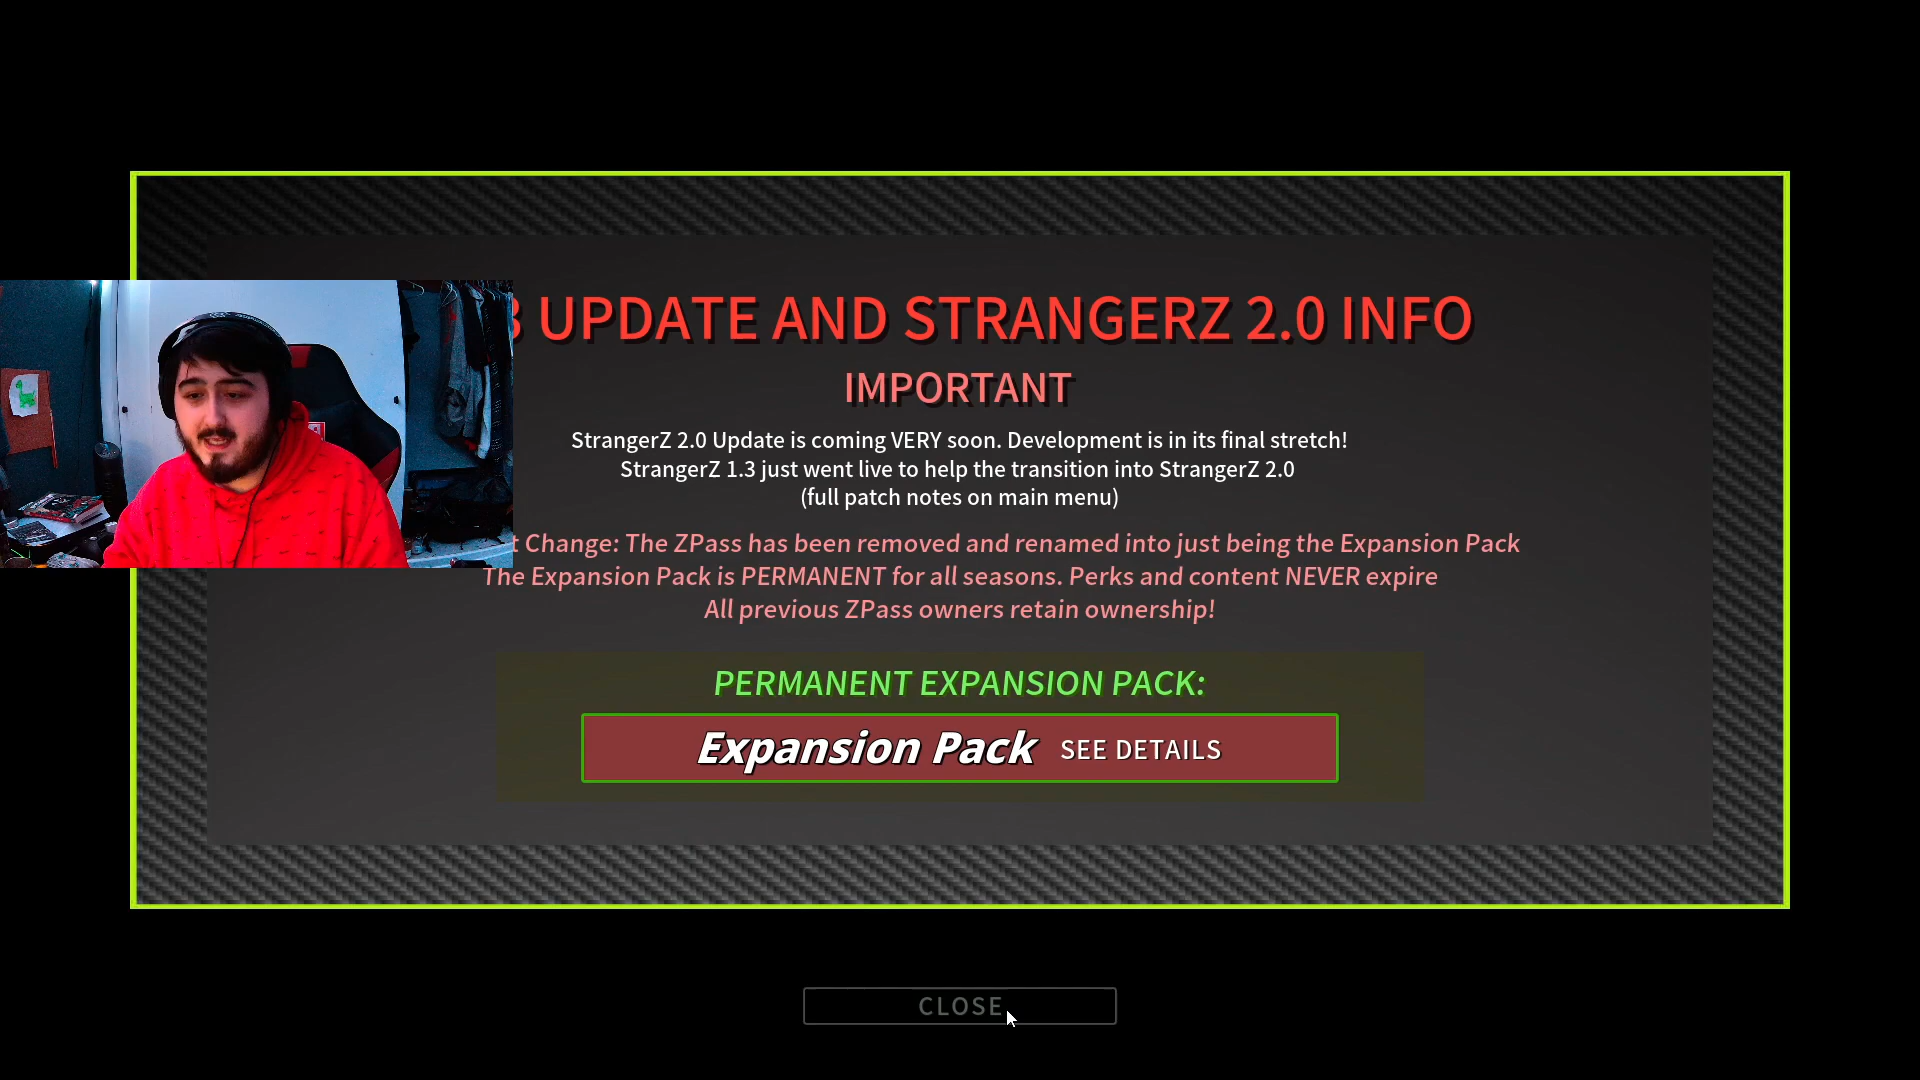 UPDATE AND STRANGERZ 2.0 INFO
IMPORTANT
StrangerZ 2.0 Update is coming VERY soon. Development is in its final stretch!
StrangerZ 1.3 just went live to help the transition into StrangerZ 2.0
(full patch notes on main menu)
Change: The ZPass has been removed and renamed into just being the Expansion Pack
The Expansion Pack is PERMANENT for all seasons. Perks and content NEVER expire
All previous ZPass owners retain ownership!
PERMANENT EXPANSION PACK:
Expansion Pack SEE DETAILS
CLOSE